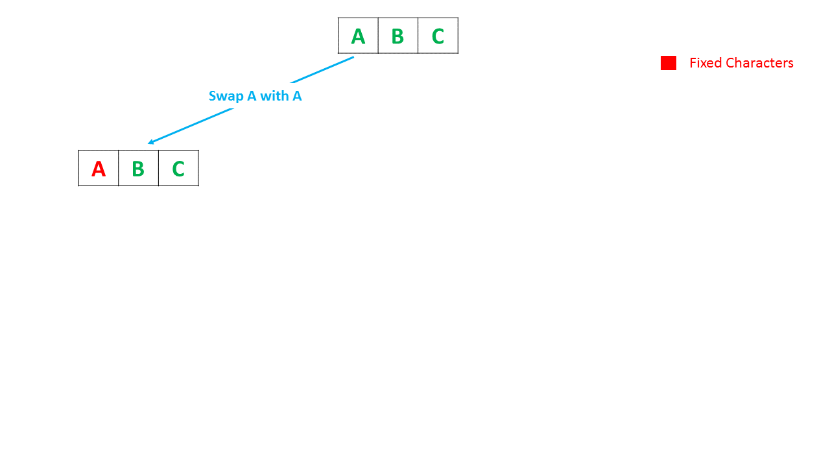 A B C
Fixed Characters
Swap A with A
A B C